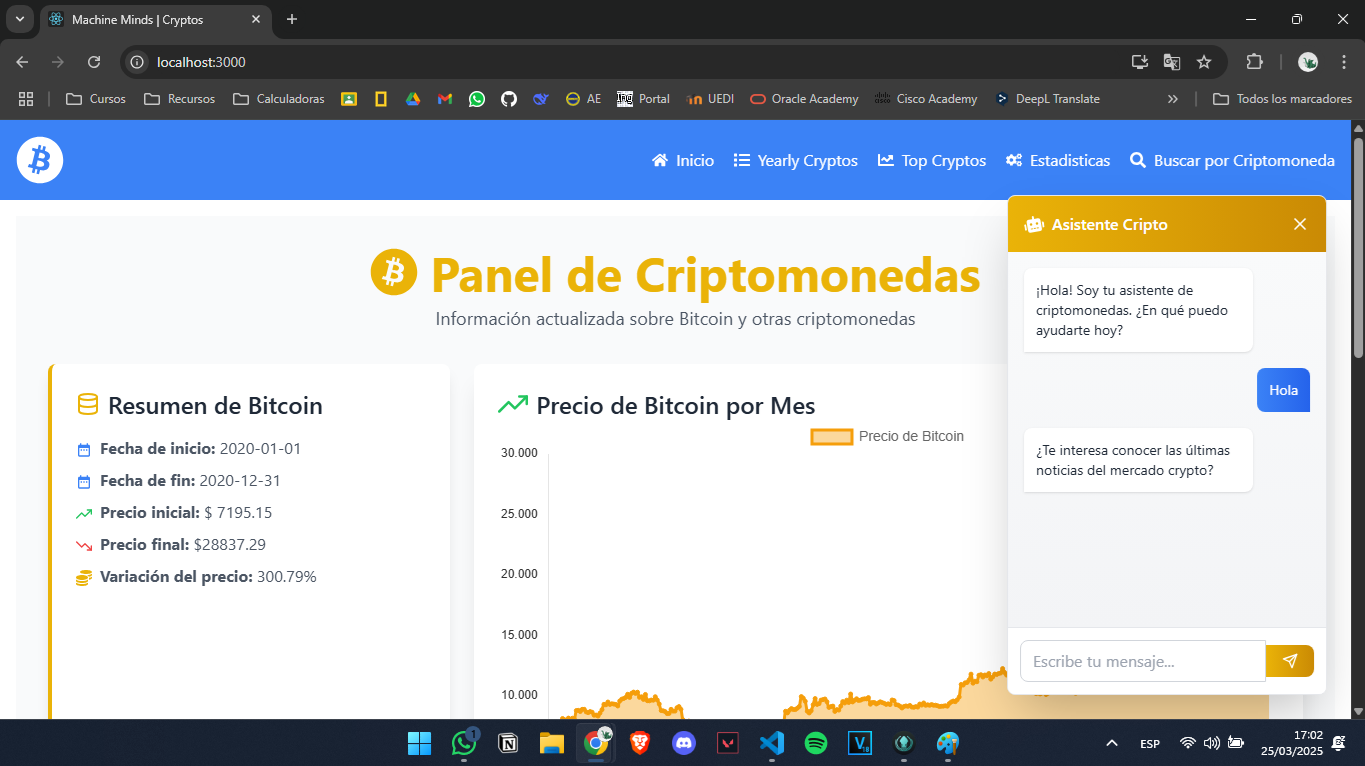 Machine Minds | Cryptos
localhost:3000
Cursos
Recursos
Calculadoras
AE
Portal
UEDI
Oracle Academy
Cisco Academy
DeepL Translate
»
Todos los marcadores
Inicio
Yearly Cryptos
Top Cryptos
Estadisticas
Buscar por Criptomoneda
Panel de Criptomonedas
Información actualizada sobre Bitcoin y otras criptomonedas
Resumen de Bitcoin
Fecha de inicio: 2020-01-01
Fecha de fin: 2020-12-31
Precio inicial: $ 7195.15
Precio final: $28837.29
Variación del precio: 300.79%
Precio de Bitcoin por Mes
Precio de Bitcoin
30.000
25.000
20.000
15.000
10.000
Asistente Cripto
¡Hola! Soy tu asistente de
criptomonedas. ¿En qué puedo
ayudarte hoy?
Hola
¿Te interesa conocer las últimas
noticias del mercado crypto?
Escribe tu mensaje...
1
ESP
17:02
25/03/2025